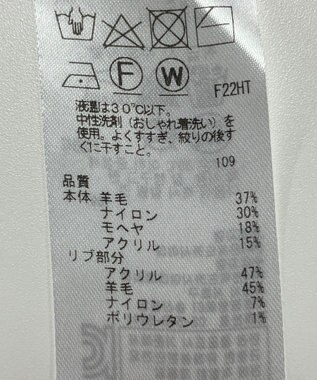 F W
F22HT
液温は30℃以下。
中性洗剤(おしゃれ着洗い)を
使用。よくすすぎ、絞りの後す
ぐに干すこと。
109
品質
本体 羊毛 37%
ナイロン 30%
モヘヤ 18%
アクリル 15%
リブ部分
アクリル 47%
羊毛 45%
ナイロン 7%
ポリウレタン 1%